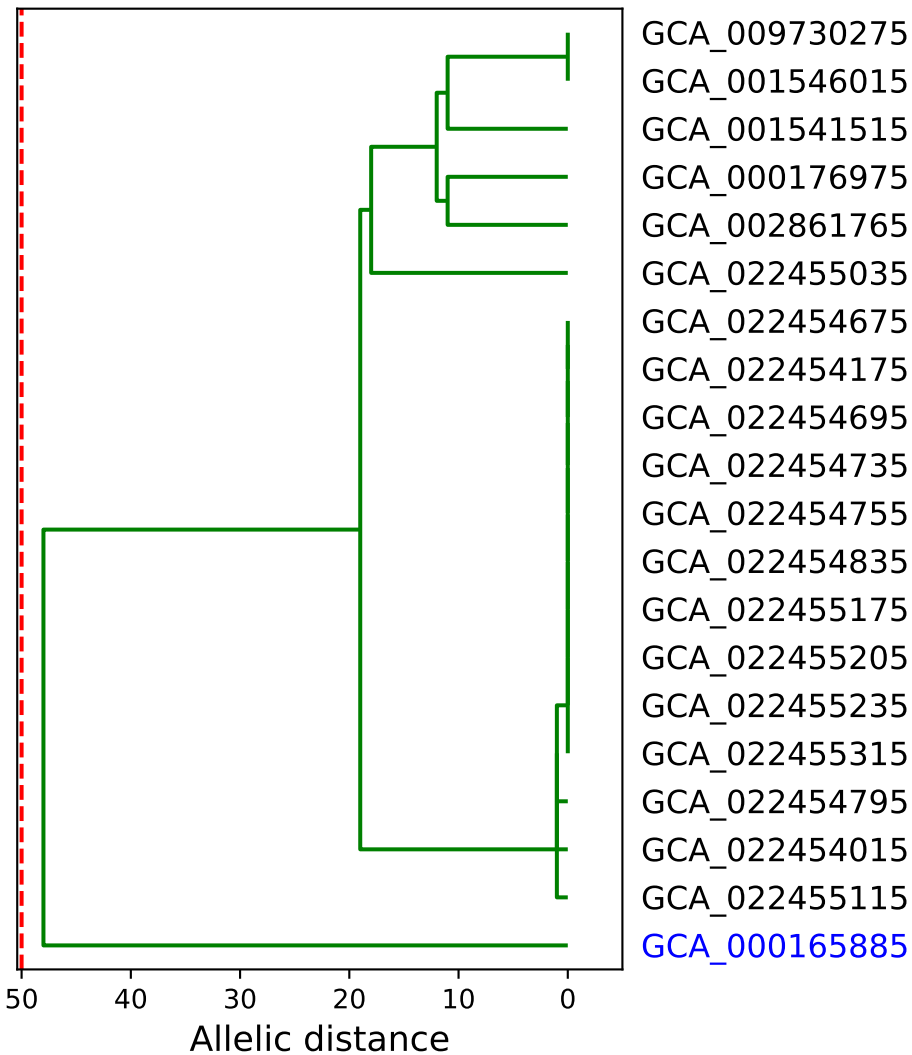 GCA_009730275
GCA_001546015
GCA_001541515
GCA_000176975
GCA_002861765
GCA_022455035
GCA_022454675
GCA_022454175
GCA_022454695
GCA_022454735
GCA_022454755
GCA_022454835
GCA_022455175
GCA_022455205
GCA_022455235
GCA_022455315
GCA_022454795
GCA_022454015
GCA_022455115
GCA_000165885
50 40 30 20 10 0
Allelic distance